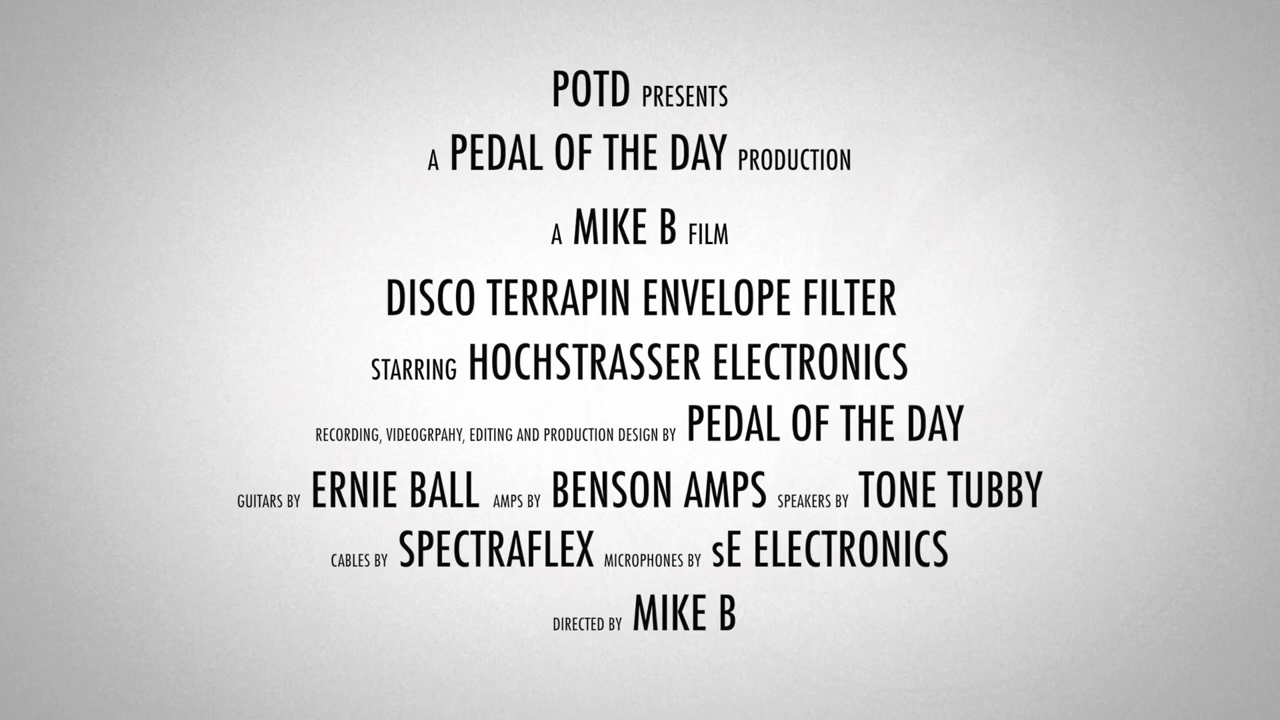 POTD PRESENTS
A PEDAL OF THE DAY PRODUCTION
A MIKE B FILM
DISCO TERRAPIN ENVELOPE FILTER
STARRING HOCHSTRASSER ELECTRONICS
RECORDING, VIDEOGRPAHY, EDITING AND PRODUCTION DESIGN BY PEDAL OF THE DAY
GUITARS BY ERNIE BALL AMPS BY BENSON AMPS SPEAKERS BY TONE TUBBY
CABLES BY SPECTRAFLEX MICROPHONES BY sE ELECTRONICS
DIRECTED BY MIKE B